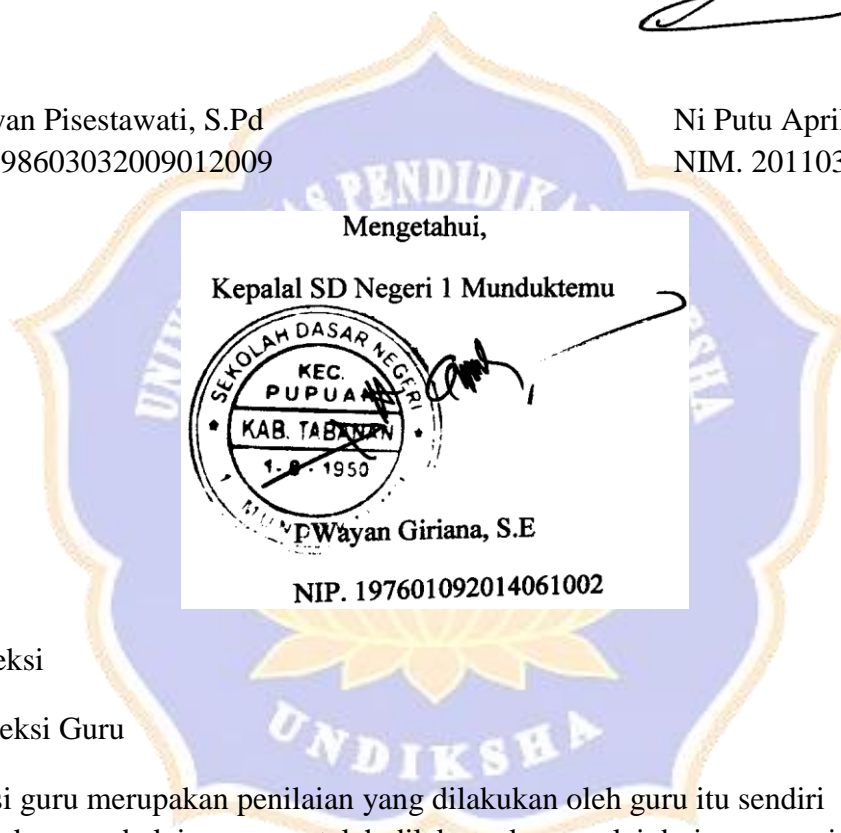 yan Pisestawati, S.Pd Ni Putu April
98603032009012009 NIM. 201103
Mengetahui,
Kepalal SD Negeri 1 Munduktemu
SEKOLAH DASAR NEGERI
KEC.
PUPUAN
KAB. TABANAN
1950
I Wayan Giriana, S.E
NIP. 197601092014061002
eksi
eksi Guru
si guru merupakan penilaian yang dilakukan oleh guru itu sendiri
UNDIKSHA